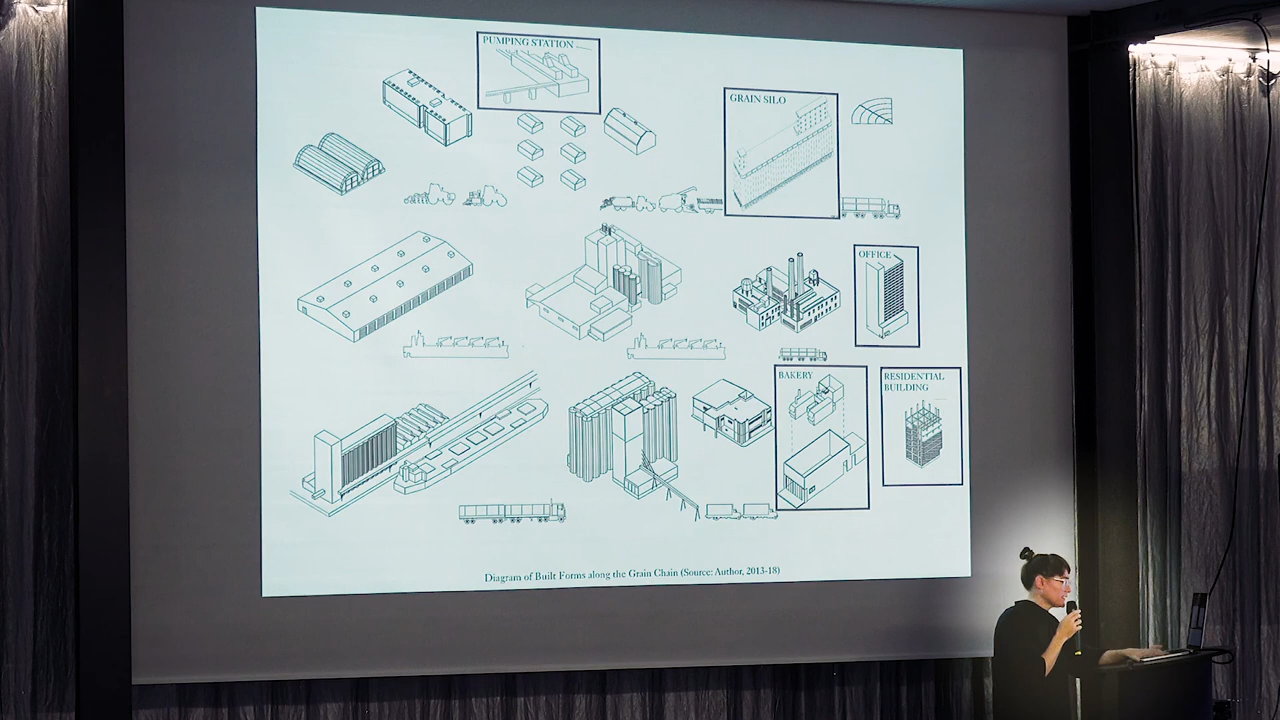 PUMPING STATION
GRAIN SILO
OFFICE
BAKERY
RESIDENTIAL
BUILDING
Diagram of Built Forms along the Grain Chain (Source: Author, 2013-18)